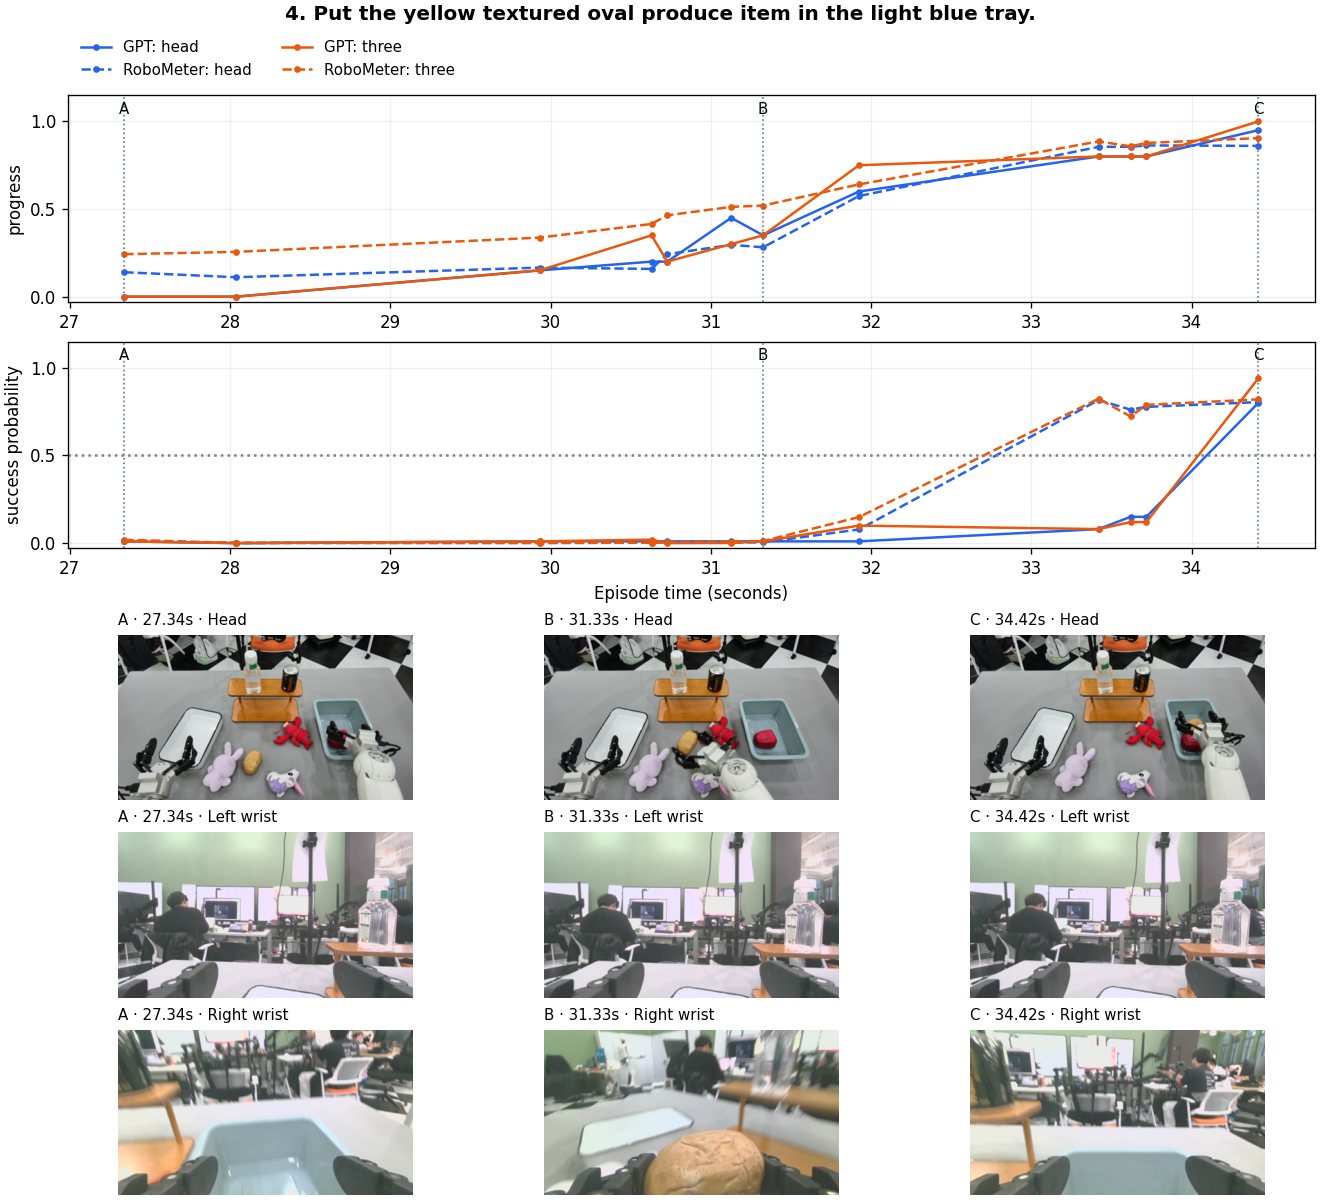 4. Put the yellow textured oval produce item in the light blue tray.
GPT: head
GPT: three
RoboMeter: head
RoboMeter: three
progress
1.0
0.5
0.0
A
B
C
27
28
29
30
31
32
33
34
success probability
1.0
0.5
0.0
A
B
C
27
28
29
30
31
32
33
34
Episode time (seconds)
A · 27.34s · Head
B · 31.33s · Head
C · 34.42s · Head
A · 27.34s · Left wrist
B · 31.33s · Left wrist
C · 34.42s · Left wrist
A · 27.34s · Right wrist
B · 31.33s · Right wrist
C · 34.42s · Right wrist